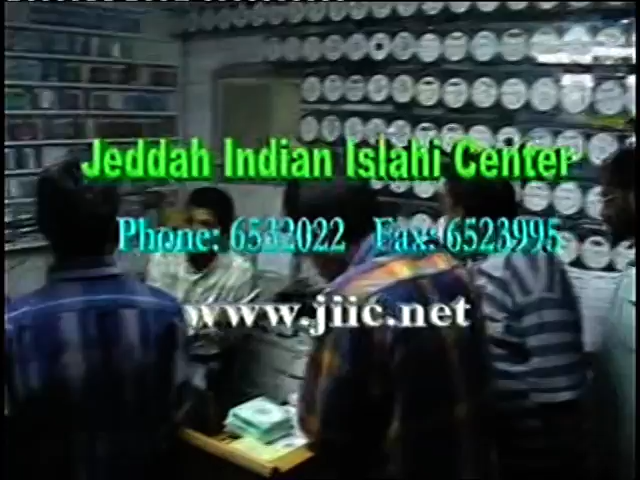 Jeddah Indian Islahi Center
Phone: 6532022 Fax: 6523995
www.jiic.net